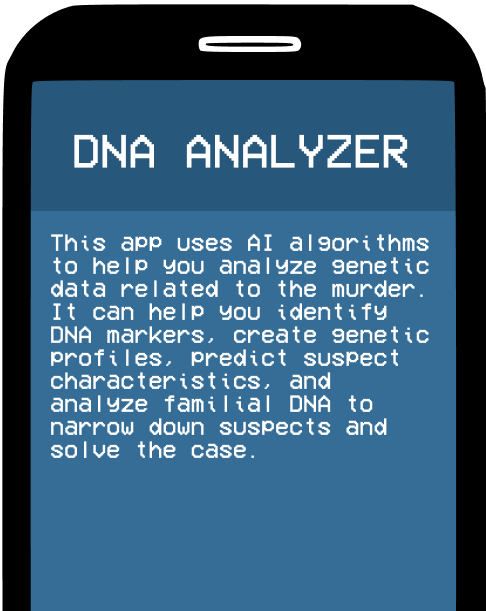 DNA ANALYZER
This app uses AI algorithms
to help you analyze genetic
data related to the murder.
It can help you identify
DNA markers, create genetic
profiles, predict suspect
characteristics, and
analyze familial DNA to
narrow down suspects and
solve the case.